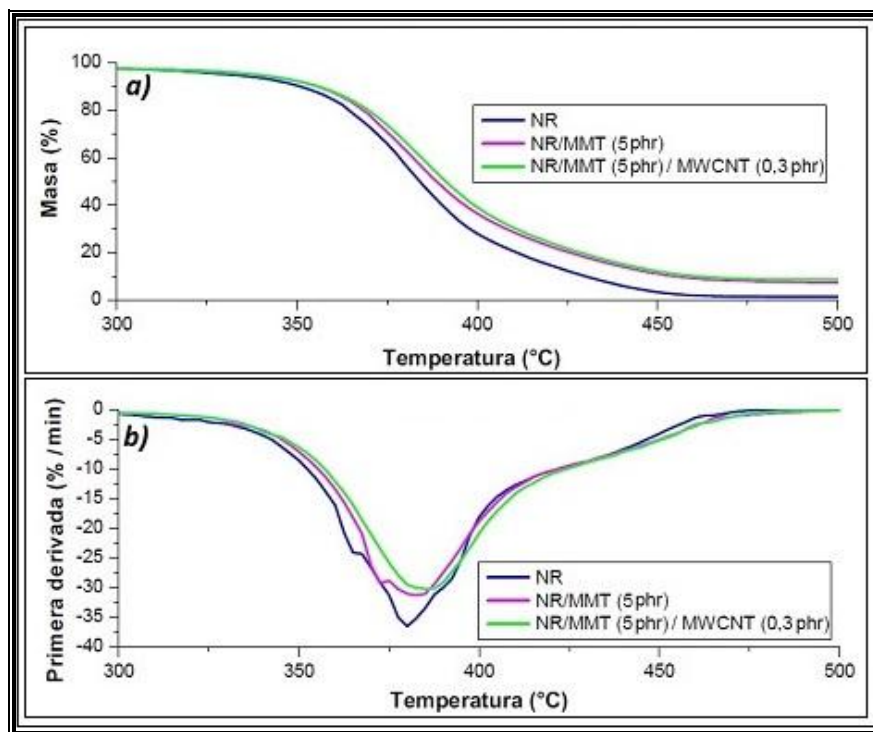 a)
100
80
60
40
20
0
Masa (%)
NR
NR/MMT (5phr)
NR/MMT (5phr) / MWCNT (0,3phr)
300 350 400 450 500
Temperatura (°C)
b)
0
-5
-10
-15
-20
-25
-30
-35
-40
Primera derivada (% / min)
NR
NR/MMT (5phr)
NR/MMT (5phr) / MWCNT (0,3phr)
300 350 400 450 500
Temperatura (°C)